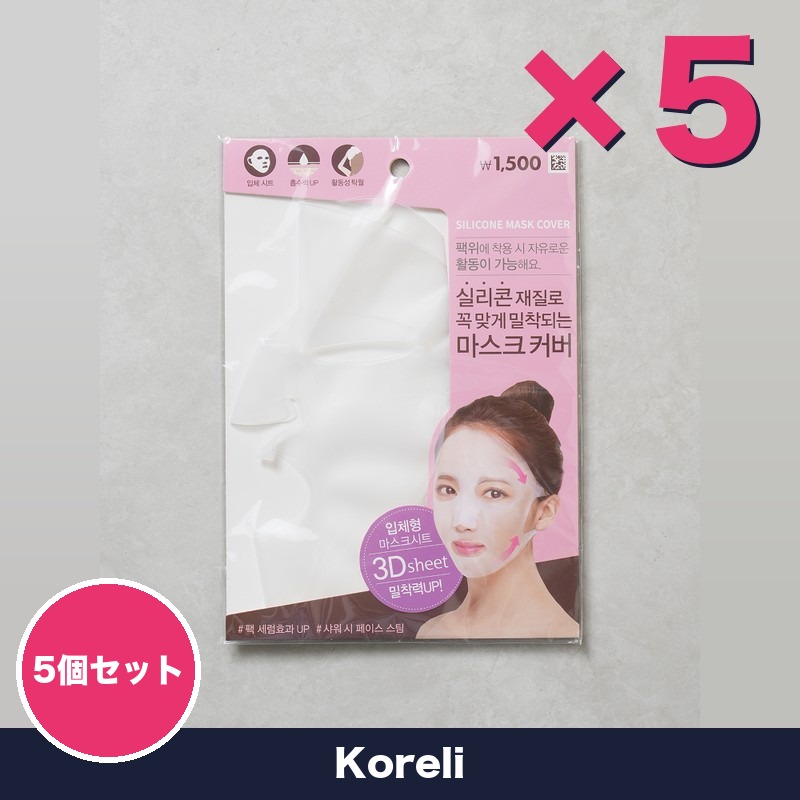 ×5
입체 시트
흡수력 UP
활동성 탁월
₩1,500
SILICONE MASK COVER
팩위에 착용 시 자유로운
활동이 가능해요.
실리콘 재질로
꼭 맞게 밀착되는
마스크 커버
입체형
마스크시트
3D sheet
밀착력UP!
# 팩 세럼효과 UP # 샤워 시 페이스 스팀
5個セット
Koreli